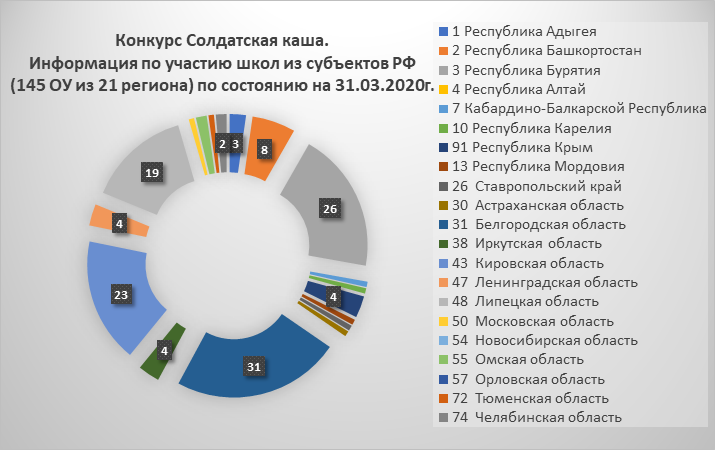 Конкурс Солдатская каша.
Информация по участию школ из субъектов РФ
(145 ОУ из 21 региона) по состоянию на 31.03.2020г.
2
3
8
26
4
31
4
23
4
19
1 Республика Адыгея
2 Республика Башкортостан
3 Республика Бурятия
4 Республика Алтай
7 Кабардино-Балкарской Республика
10 Республика Карелия
91 Республика Крым
13 Республика Мордовия
26 Ставропольский край
30 Астраханская область
31 Белгородская область
38 Иркутская область
43 Кировская область
47 Ленинградская область
48 Липецкая область
50 Московская область
54 Новосибирская область
55 Омская область
57 Орловская область
72 Тюменская область
74 Челябинская область